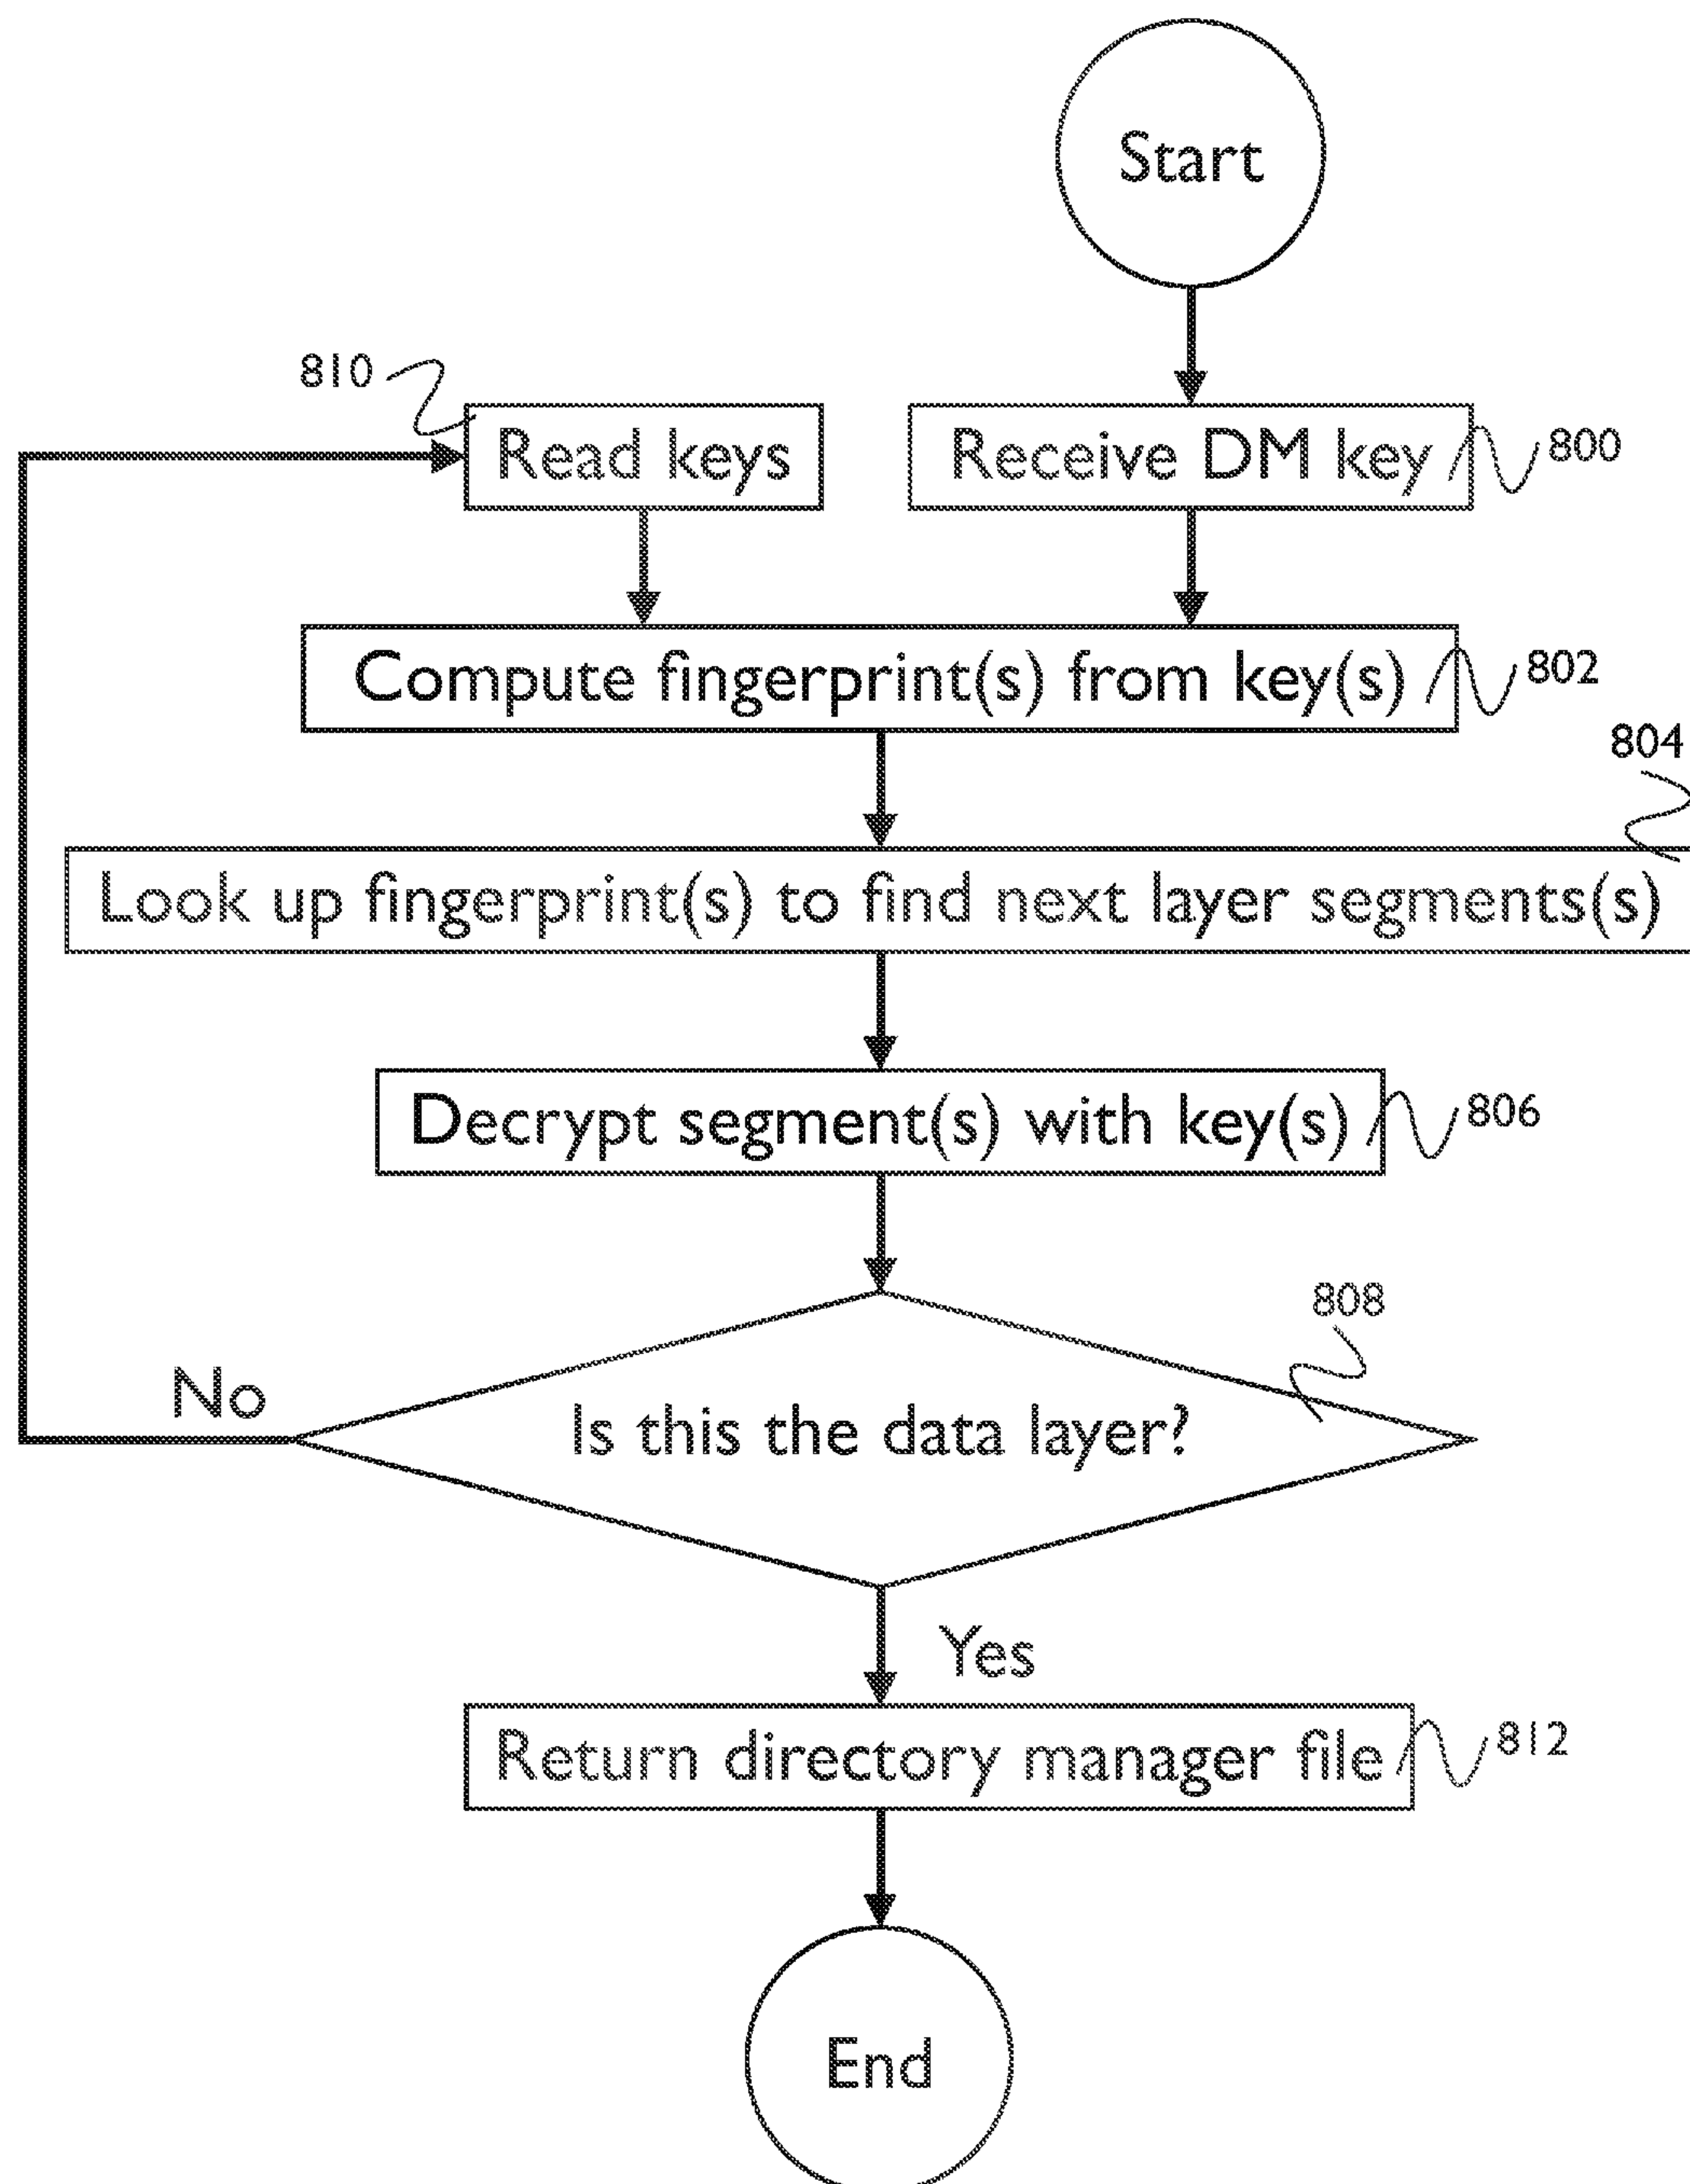 Start
810
Read keys
Receive DM key
800
Compute fingerprint(s) from key(s)
802
804
Look up fingerprint(s) to find next layer segments(s)
Decrypt segment(s) with key(s)
806
808
No
Is this the data layer?
Yes
Return directory manager file
812
End